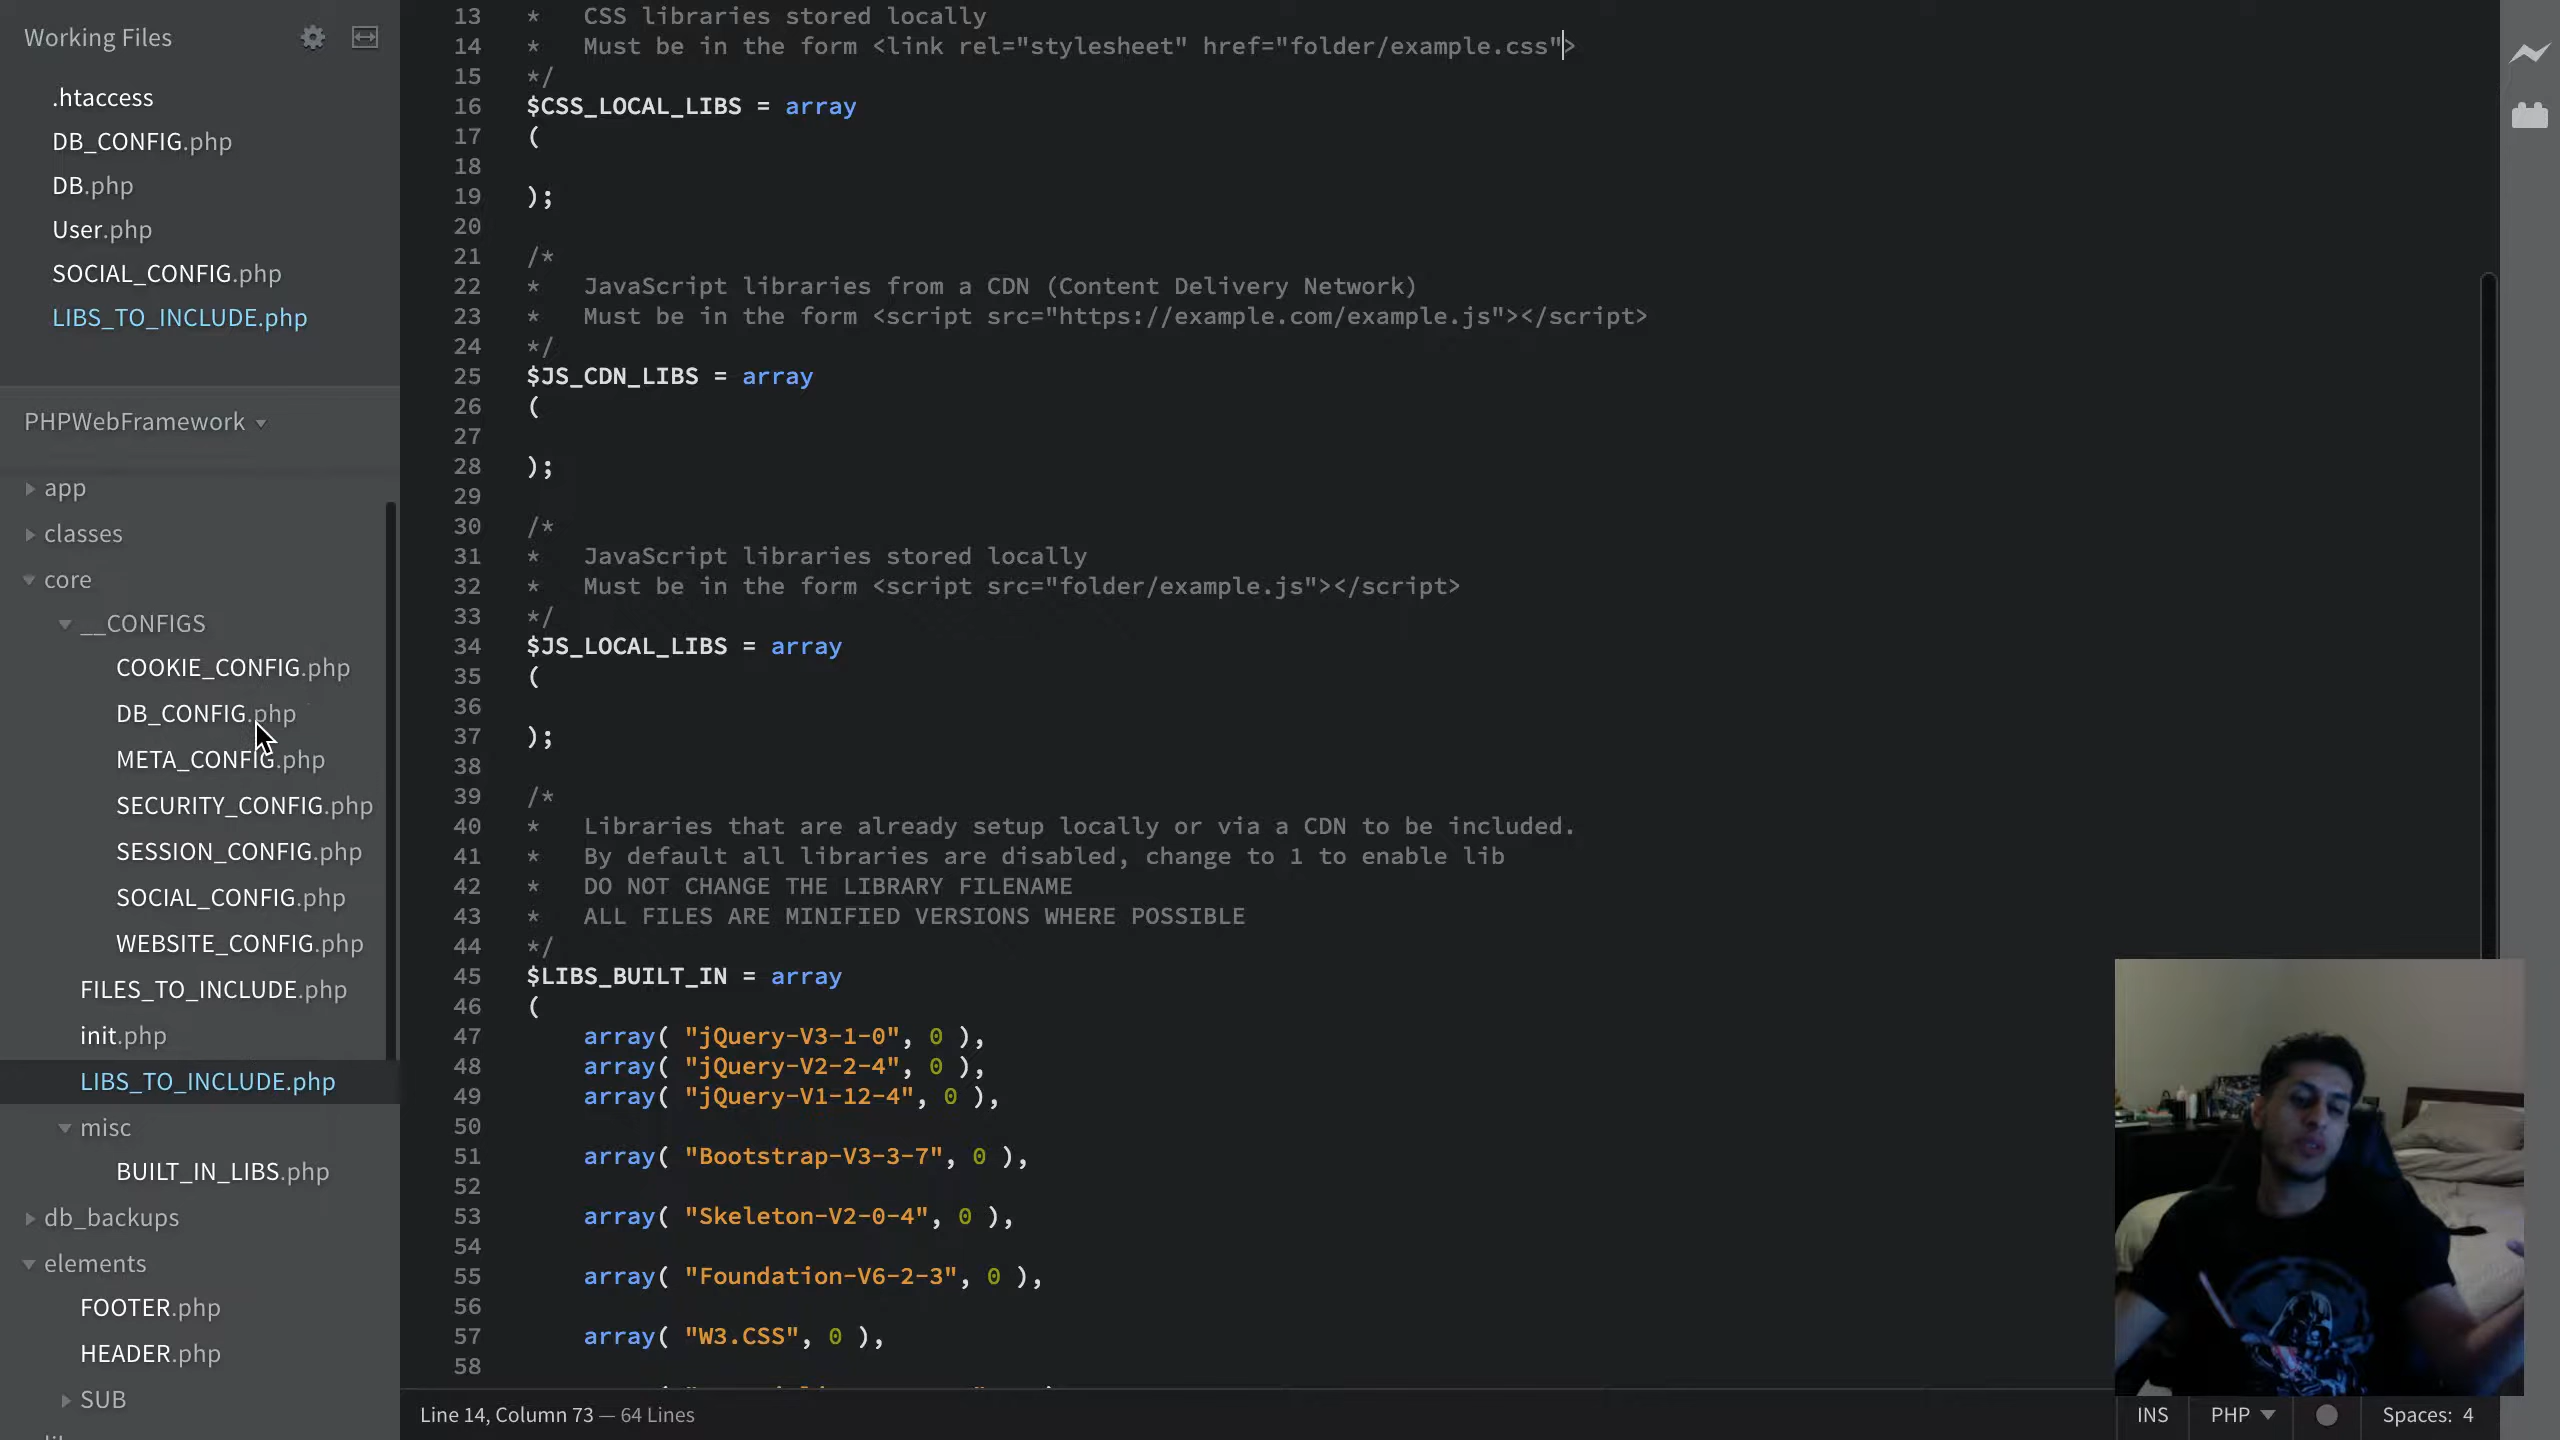 Working Files
.htaccess
DB_CONFIG.php
DB.php
User.php
SOCIAL_CONFIG.php
LIBS_TO_INCLUDE.php
PHPWebFramework
app
classes
core
__CONFIGS
COOKIE_CONFIG.php
DB_CONFIG.php
META_CONFIG.php
SECURITY_CONFIG.php
SESSION_CONFIG.php
SOCIAL_CONFIG.php
WEBSITE_CONFIG.php
FILES_TO_INCLUDE.php
init.php
LIBS_TO_INCLUDE.php
misc
BUILT_IN_LIBS.php
db_backups
elements
FOOTER.php
HEADER.php
SUB
13 * CSS libraries stored locally
14 * Must be in the form <link rel="stylesheet" href="folder/example.css">
15 */
16 $CSS_LOCAL_LIBS = array
17 (
18
19 );
20
21 /*
22 * JavaScript libraries from a CDN (Content Delivery Network)
23 * Must be in the form <script src="https://example.com/example.js"></script>
24 */
25 $JS_CDN_LIBS = array
26 (
27
28 );
29
30 /*
31 * JavaScript libraries stored locally
32 * Must be in the form <script src="folder/example.js"></script>
33 */
34 $JS_LOCAL_LIBS = array
35 (
36
37 );
38
39 /*
40 * Libraries that are already setup locally or via a CDN to be included.
41 * By default all libraries are disabled, change to 1 to enable lib
42 * DO NOT CHANGE THE LIBRARY FILENAME
43 * ALL FILES ARE MINIFIED VERSIONS WHERE POSSIBLE
44 */
45 $LIBS_BUILT_IN = array
46 (
47 array( "jQuery-V3-1-0", 0 ),
48 array( "jQuery-V2-2-4", 0 ),
49 array( "jQuery-V1-12-4", 0 ),
50
51 array( "Bootstrap-V3-3-7", 0 ),
52
53 array( "Skeleton-V2-0-4", 0 ),
54
55 array( "Foundation-V6-2-3", 0 ),
56
57 array( "W3.CSS", 0 ),
58
Line 14, Column 73 — 64 Lines
INS
PHP
Spaces: 4